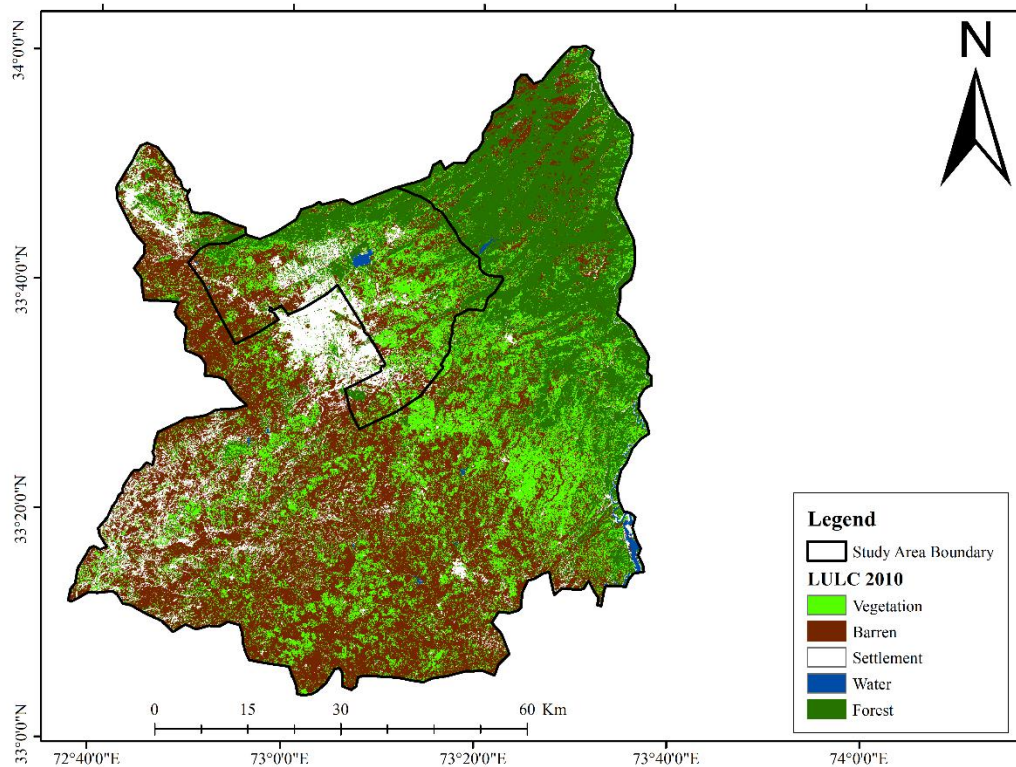 N
34°0'0"N
33°40'0"N
33°20'0"N
33°0'0"N
Legend
Study Area Boundary
LULC 2010
Vegetation
Barren
Settlement
Water
Forest
0 15 30 60 Km
72°40'0"E 73°0'0"E 73°20'0"E 73°40'0"E 74°0'0"E